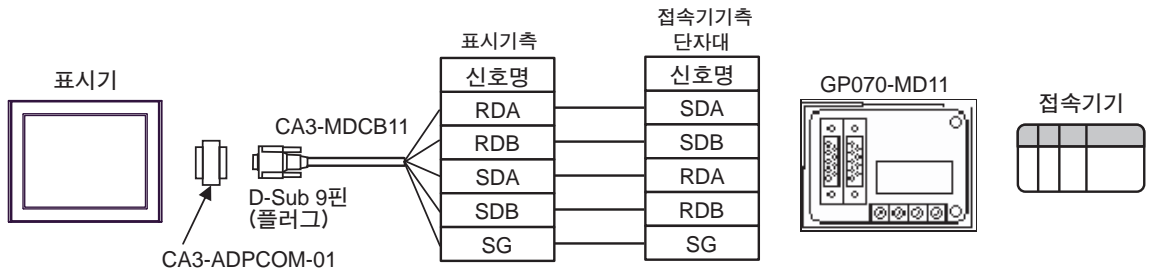 표시기
CA3-ADPCOM-01
CA3-MDCB11
D-Sub 9핀
(플러그)
표시기측
신호명
RDA
RDB
SDA
SDB
SG
접속기기측
단자대
신호명
SDA
SDB
RDA
RDB
SG
GP070-MD11
접속기기